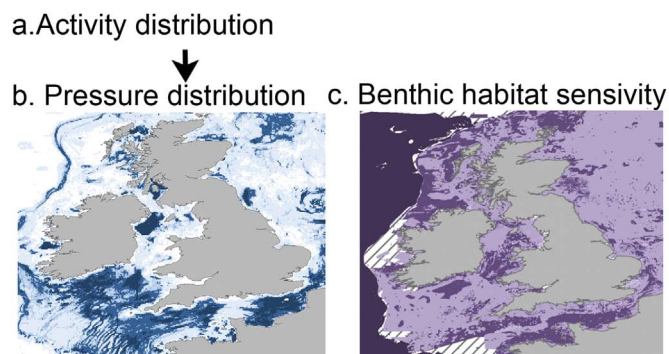 a.Activity distribution
b. Pressure distribution
c. Benthic habitat sensivity